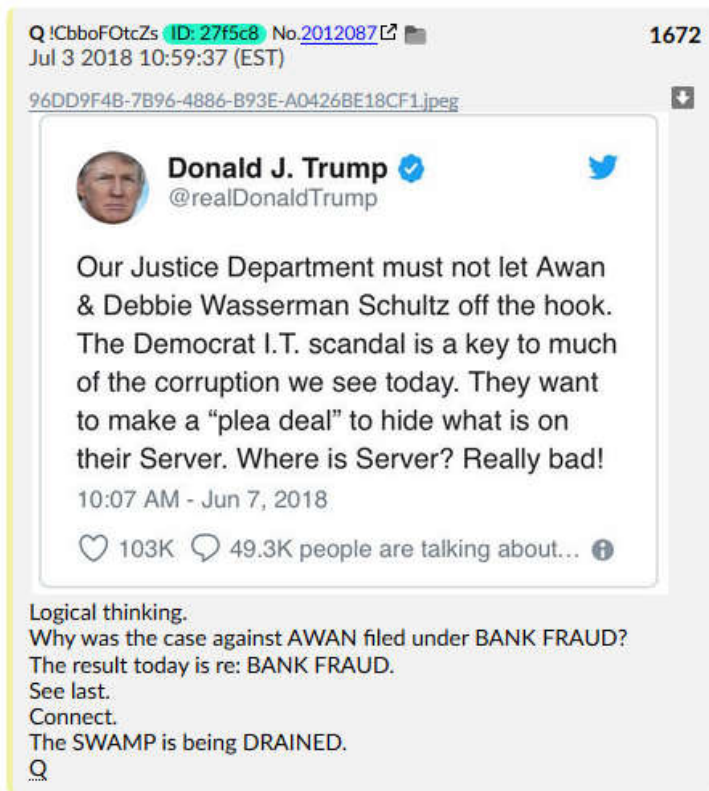 Q !CbboFOtcZs ID: 27f5c8 No.2012087 1672
Jul 3 2018 10:59:37 (EST)
96DD9F4B-7B96-4886-B93E-A0426BE18CF1.jpeg
Donald J. Trump
@realDonaldTrump
Our Justice Department must not let Awan
& Debbie Wasserman Schultz off the hook.
The Democrat I.T. scandal is a key to much
of the corruption we see today. They want
to make a “plea deal” to hide what is on
their Server. Where is Server? Really bad!
10:07 AM - Jun 7, 2018
103K 49.3K people are talking about...
Logical thinking.
Why was the case against AWAN filed under BANK FRAUD?
The result today is re: BANK FRAUD.
See last.
Connect.
The SWAMP is being DRAINED.
Q